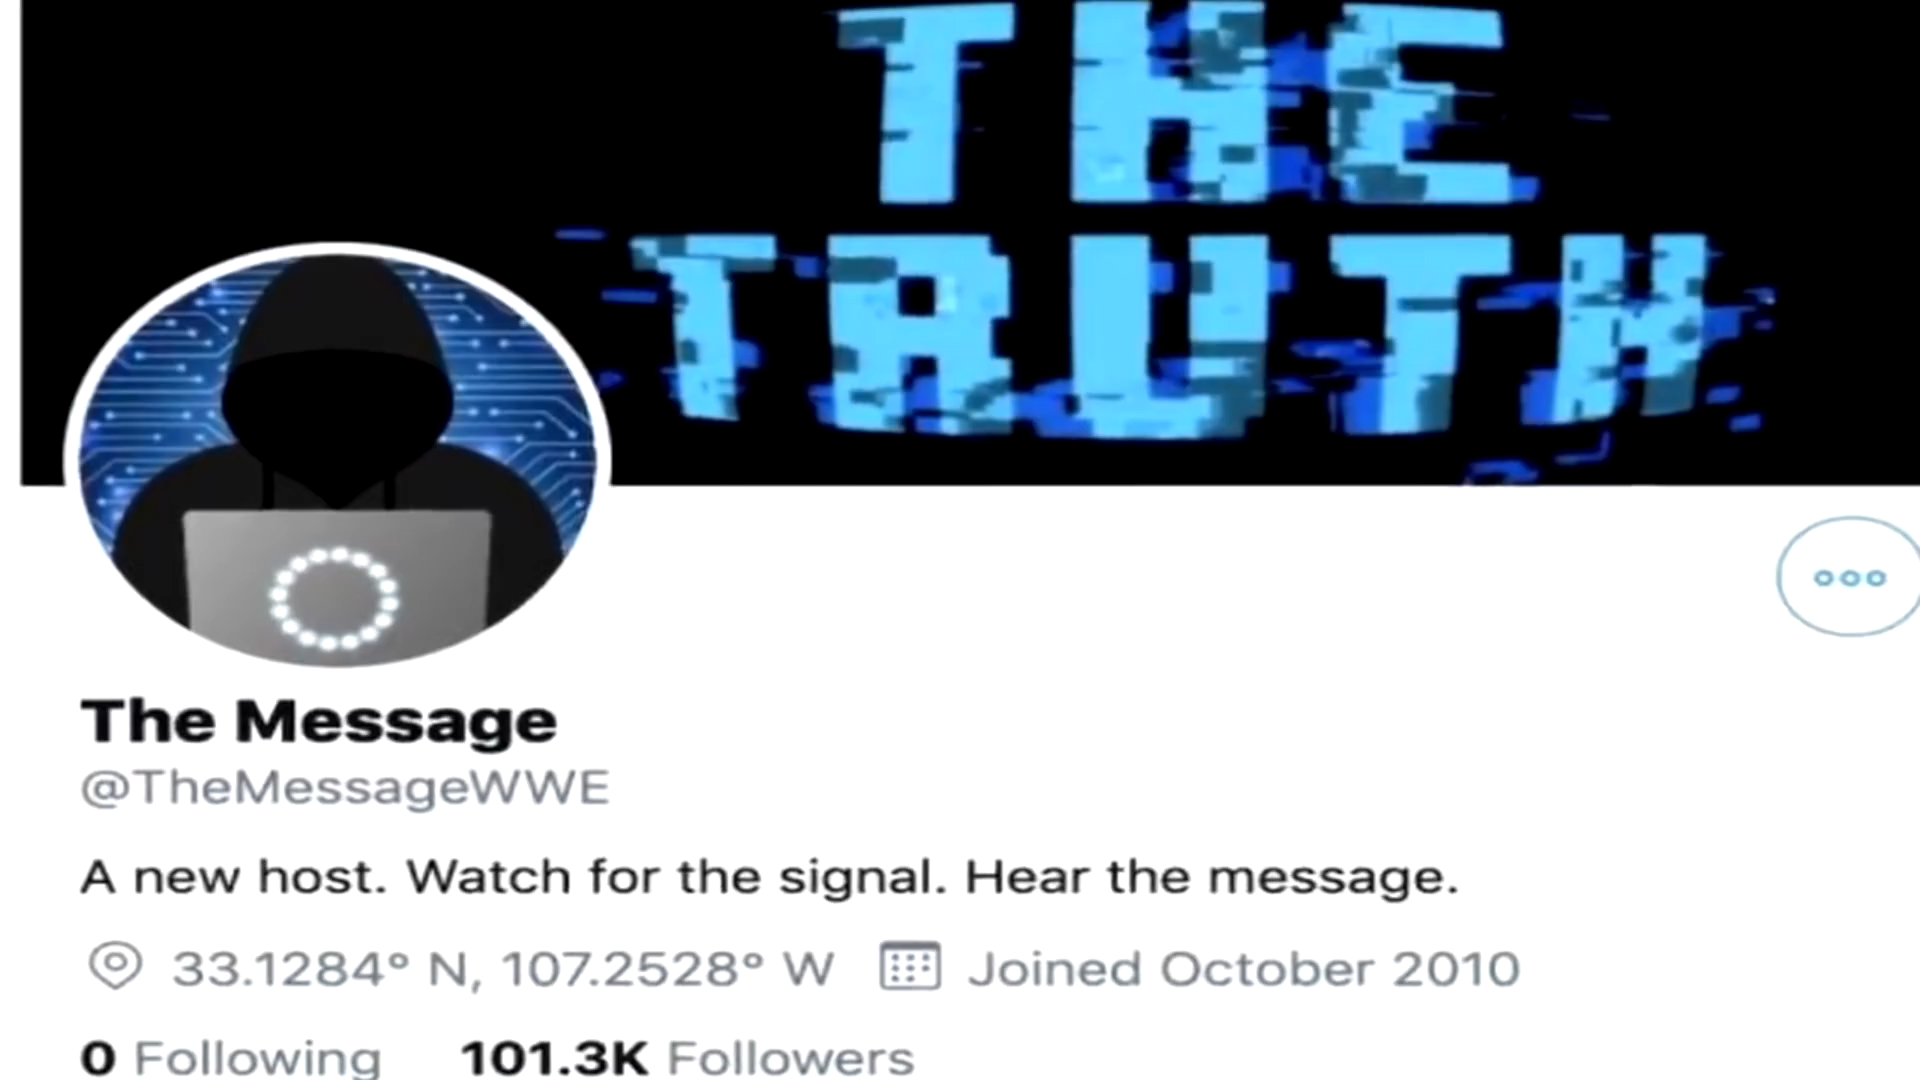 THE
TRUTH
The Message
@TheMessageWWE
A new host. Watch for the signal. Hear the message.
33.1284° N, 107.2528° W Joined October 2010
0 Following 101.3K Followers